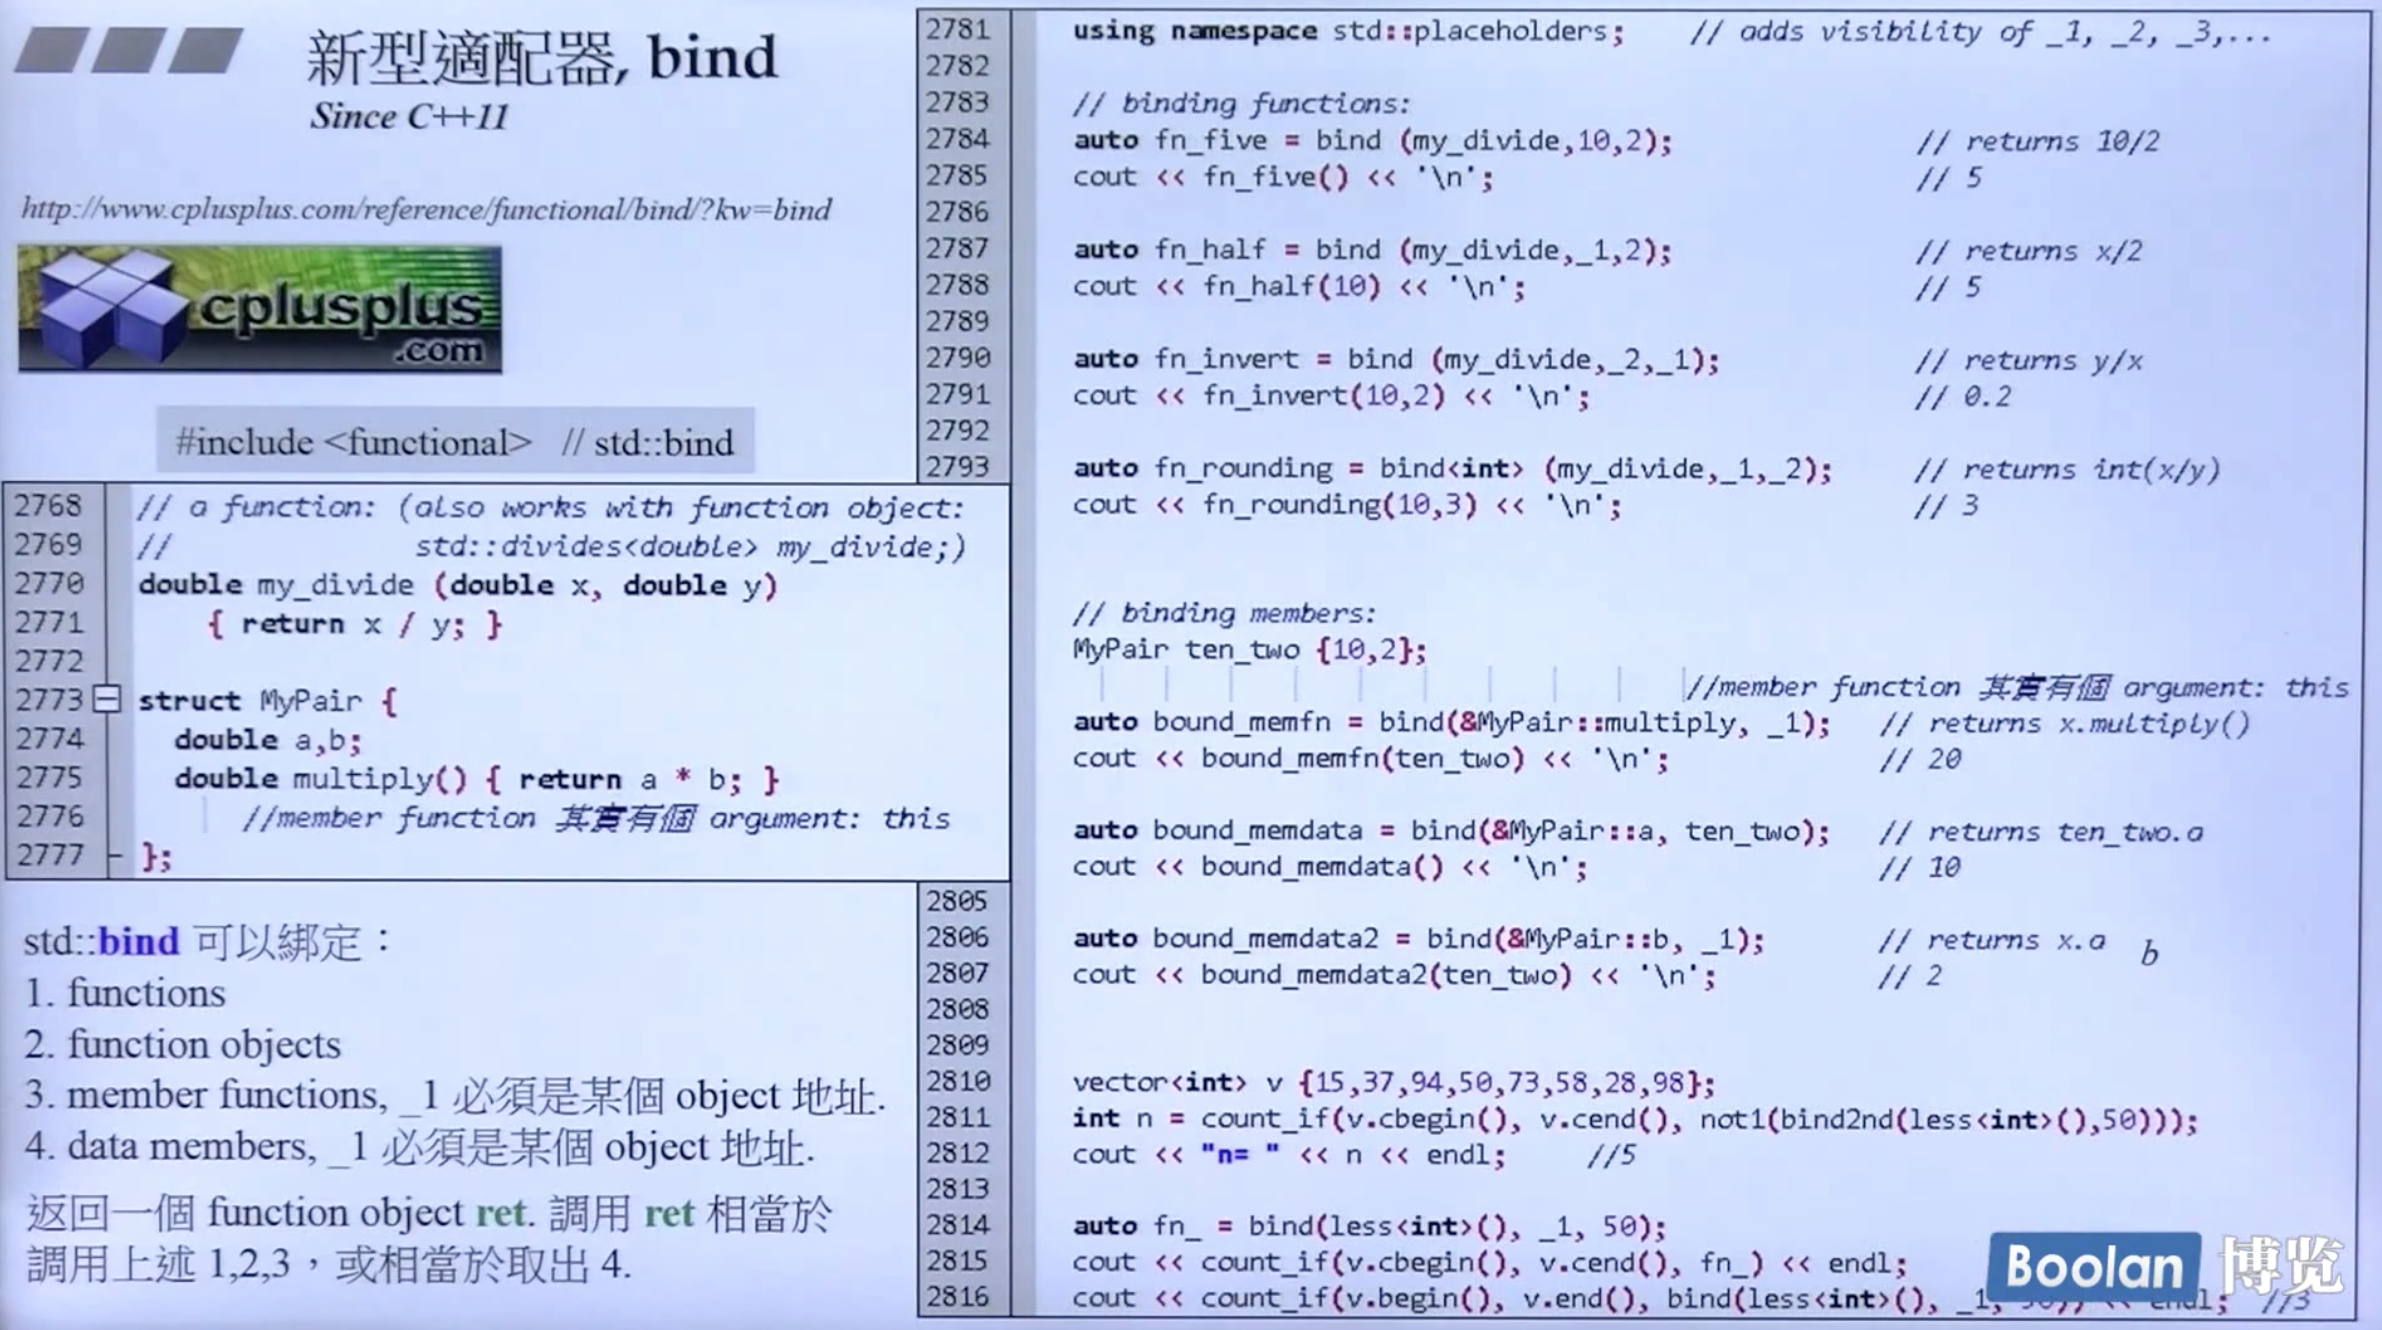 新型適配器, bind
Since C++11
http://www.cplusplus.com/reference/functional/bind/?kw=bind
cplusplus
.com
#include <functional> // std::bind
2768 // a function: (also works with function object:
2769 // std::divides<double> my_divide;)
2770 double my_divide (double x, double y)
2771 { return x / y; }
2772
2773 struct MyPair {
2774 double a,b;
2775 double multiply() { return a * b; }
2776 //member function 其實有個 argument: this
2777 };
std::bind 可以綁定：
1. functions
2. function objects
3. member functions, _1 必須是某個 object 地址.
4. data members, _1 必須是某個 object 地址.
返回一個 function object ret. 調用 ret 相當於
調用上述 1,2,3，或相當於取出 4.
2781 using namespace std::placeholders; // adds visibility of _1, _2, _3,...
2782
2783 // binding functions:
2784 auto fn_five = bind (my_divide,10,2); // returns 10/2
2785 cout << fn_five() << '\n'; // 5
2786
2787 auto fn_half = bind (my_divide,_1,2); // returns x/2
2788 cout << fn_half(10) << '\n'; // 5
2789
2790 auto fn_invert = bind (my_divide,_2,_1); // returns y/x
2791 cout << fn_invert(10,2) << '\n'; // 0.2
2792
2793 auto fn_rounding = bind<int> (my_divide,_1,_2); // returns int(x/y)
cout << fn_rounding(10,3) << '\n'; // 3
// binding members:
MyPair ten_two {10,2};
//member function 其實有個 argument: this
auto bound_memfn = bind(&MyPair::multiply, _1); // returns x.multiply()
cout << bound_memfn(ten_two) << '\n'; // 20
auto bound_memdata = bind(&MyPair::a, ten_two); // returns ten_two.a
cout << bound_memdata() << '\n'; // 10
2805
2806 auto bound_memdata2 = bind(&MyPair::b, _1); // returns x.a b
2807 cout << bound_memdata2(ten_two) << '\n'; // 2
2808
2809
2810 vector<int> v {15,37,94,50,73,58,28,98};
2811 int n = count_if(v.cbegin(), v.cend(), not1(bind2nd(less<int>(),50)));
2812 cout << "n= " << n << endl; //5
2813
2814 auto fn_ = bind(less<int>(), _1, 50);
2815 cout << count_if(v.cbegin(), v.cend(), fn_) << endl;
2816 cout << count_if(v.begin(), v.end(), bind(less<int>(), _1, 50)) << endl; //3
Boolan 博览